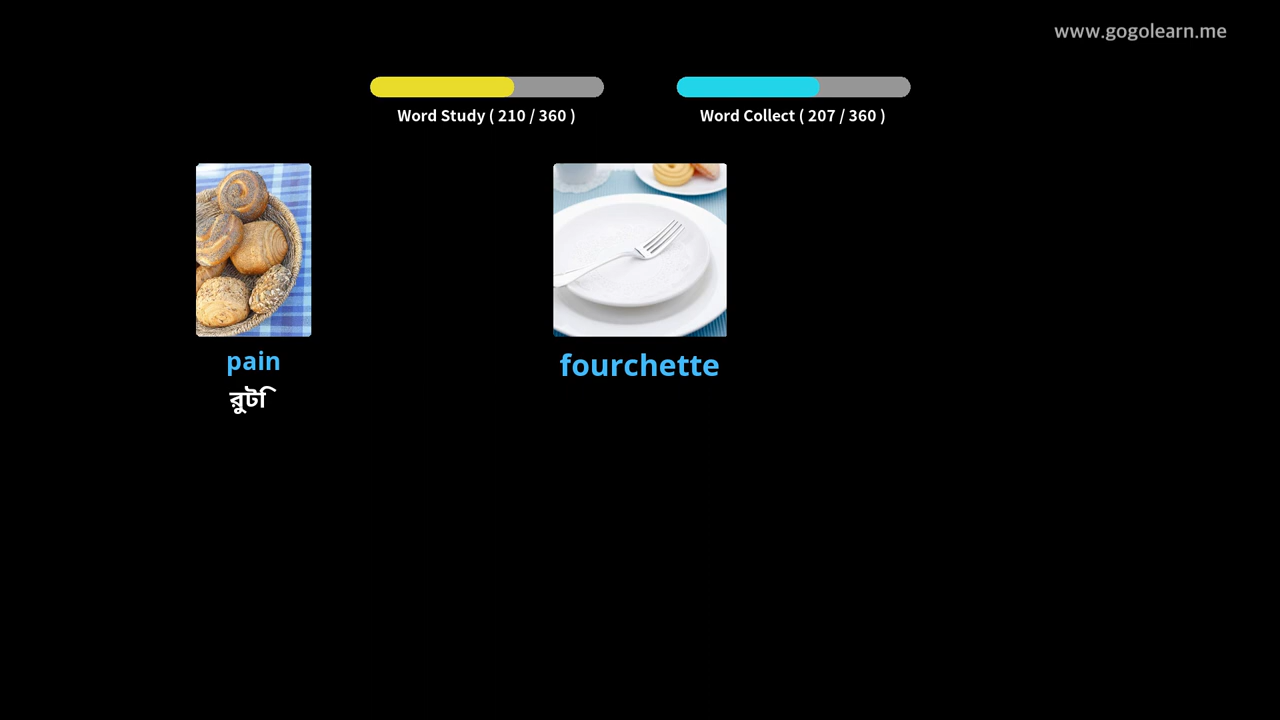 www.gogolearn.me
Word Study ( 210 / 360 )
Word Collect ( 207 / 360 )
pain
রুটি
fourchette